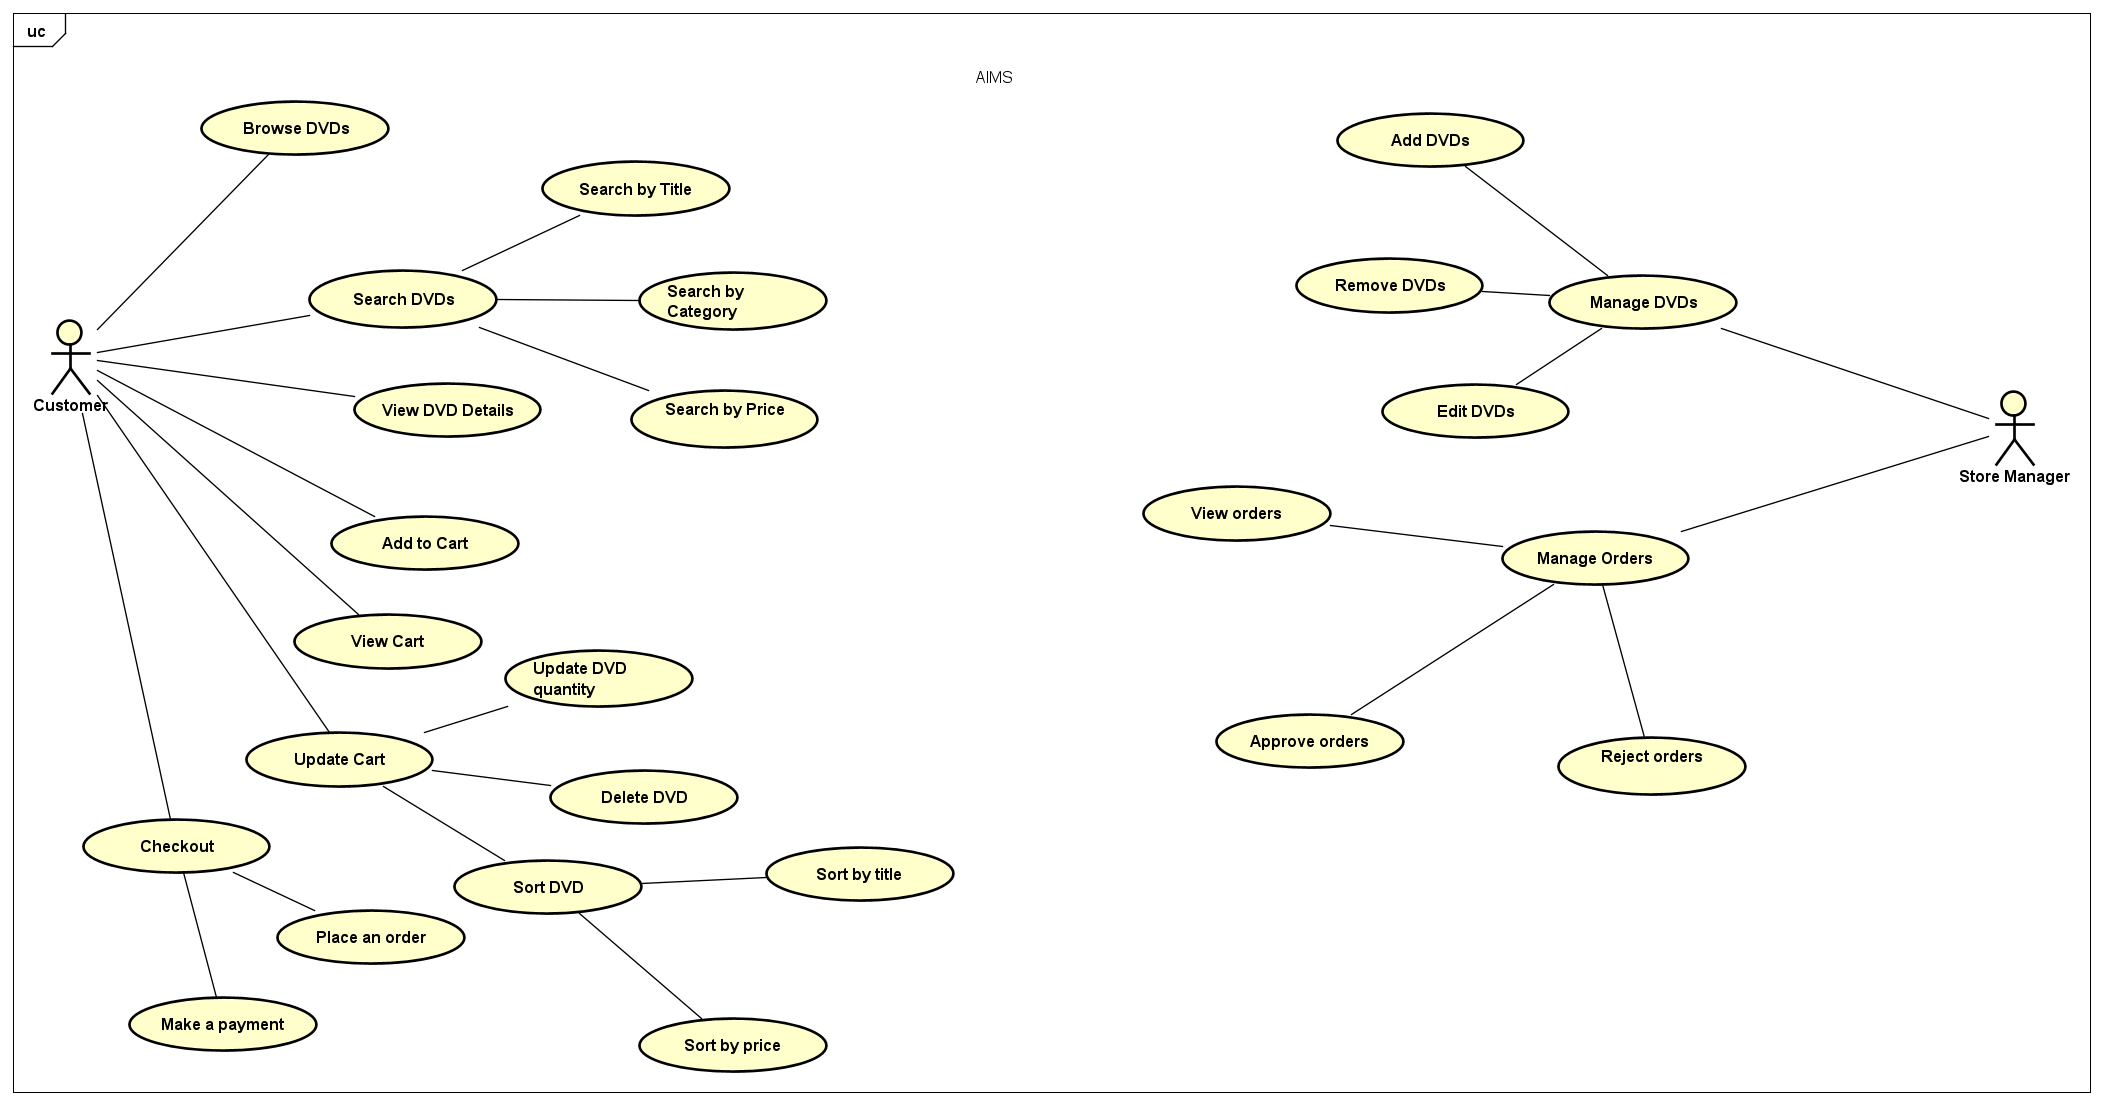 uc
AIMS
Browse DVDs
Search by Title
Search DVDs
Search by
Category
Customer
View DVD Details
Search by Price
Add to Cart
View Cart
Update DVD
quantity
Update Cart
Delete DVD
Checkout
Sort DVD
Sort by title
Place an order
Make a payment
Sort by price
Add DVDs
Remove DVDs
Manage DVDs
Edit DVDs
Store Manager
View orders
Manage Orders
Approve orders
Reject orders